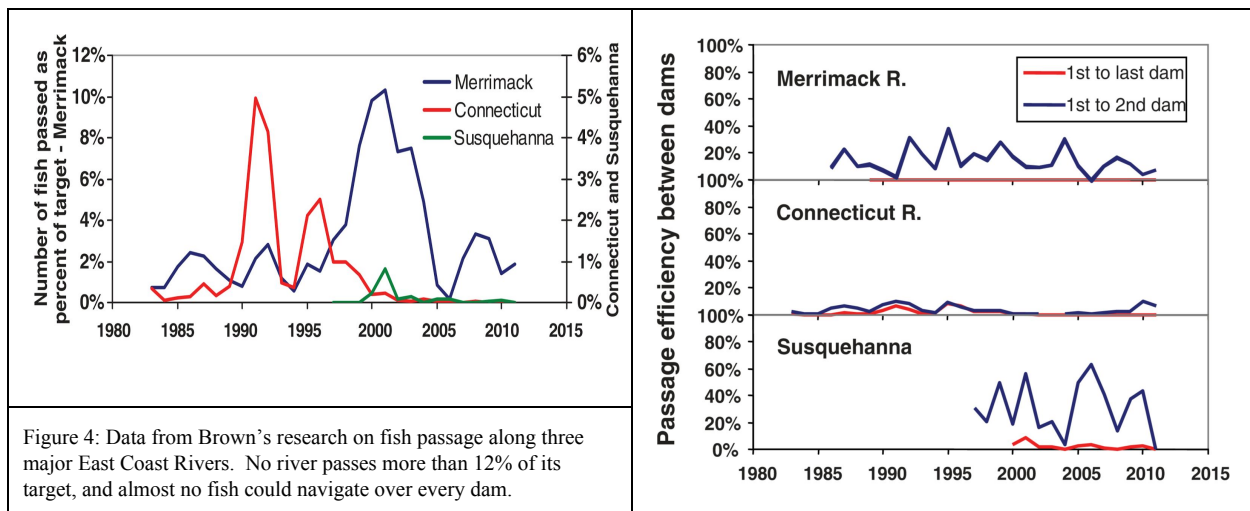 Number of fish passed as
percent of target - Merrimack
12%
10%
8%
6%
4%
2%
0%
6%
5%
4%
3%
2%
1%
0%
Connecticut and Susquehanna
Merrimack
Connecticut
Susquehanna
1980 1985 1990 1995 2000 2005 2010 2015
Figure 4: Data from Brown’s research on fish passage along three
major East Coast Rivers.  No river passes more than 12% of its
target, and almost no fish could navigate over every dam.
Passage efficiency between dams
100%
80%
60%
40%
20%
100%
80%
60%
40%
20%
100%
80%
60%
40%
20%
0%
Merrimack R.
1st to last dam
1st to 2nd dam
Connecticut R.
Susquehanna
1980 1985 1990 1995 2000 2005 2010 2015